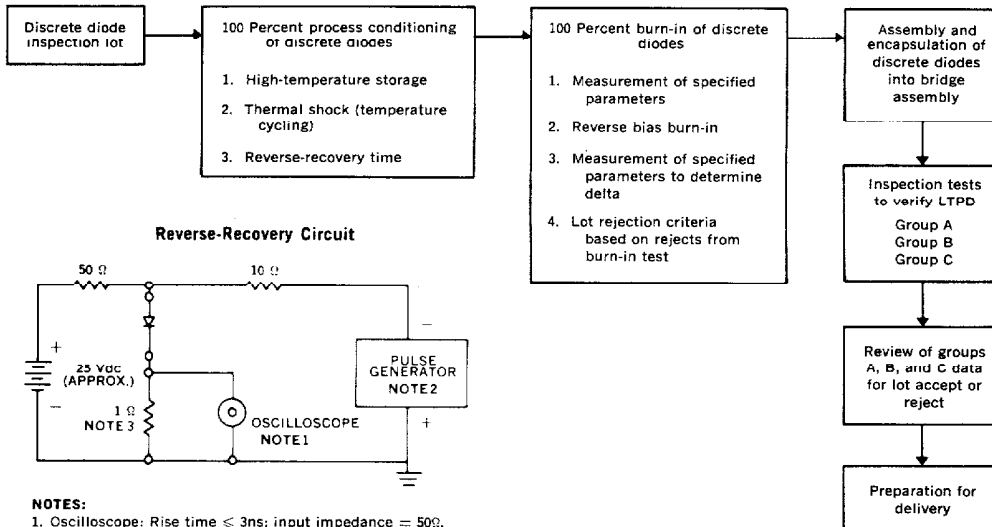 Discrete diode
inspection lot
100 Percent process conditioning
of discrete diodes
1. High-temperature storage
2. Thermal shock (temperature
cycling)
3. Reverse-recovery time
100 Percent burn-in of discrete
diodes
1. Measurement of specified
parameters
2. Reverse bias burn-in
3. Measurement of specified
parameters to determine
delta
4. Lot rejection criteria
based on rejects from
burn-in test
Assembly and
encapsulation of
discrete diodes
into bridge
assembly
Inspection tests
to verify LTPD
Group A
Group B
Group C
Review of groups
A, B, and C data
for lot accept or
reject
Preparation for
delivery
Reverse-Recovery Circuit
50 Ω
10 Ω
+
25 Vdc
(APPROX.)
−
1 Ω
NOTE 3
OSCILLOSCOPE
NOTE 1
−
PULSE
GENERATOR
NOTE 2
+
NOTES:
1. Oscilloscope: Rise time ≤ 3ns; input impedance = 50Ω.